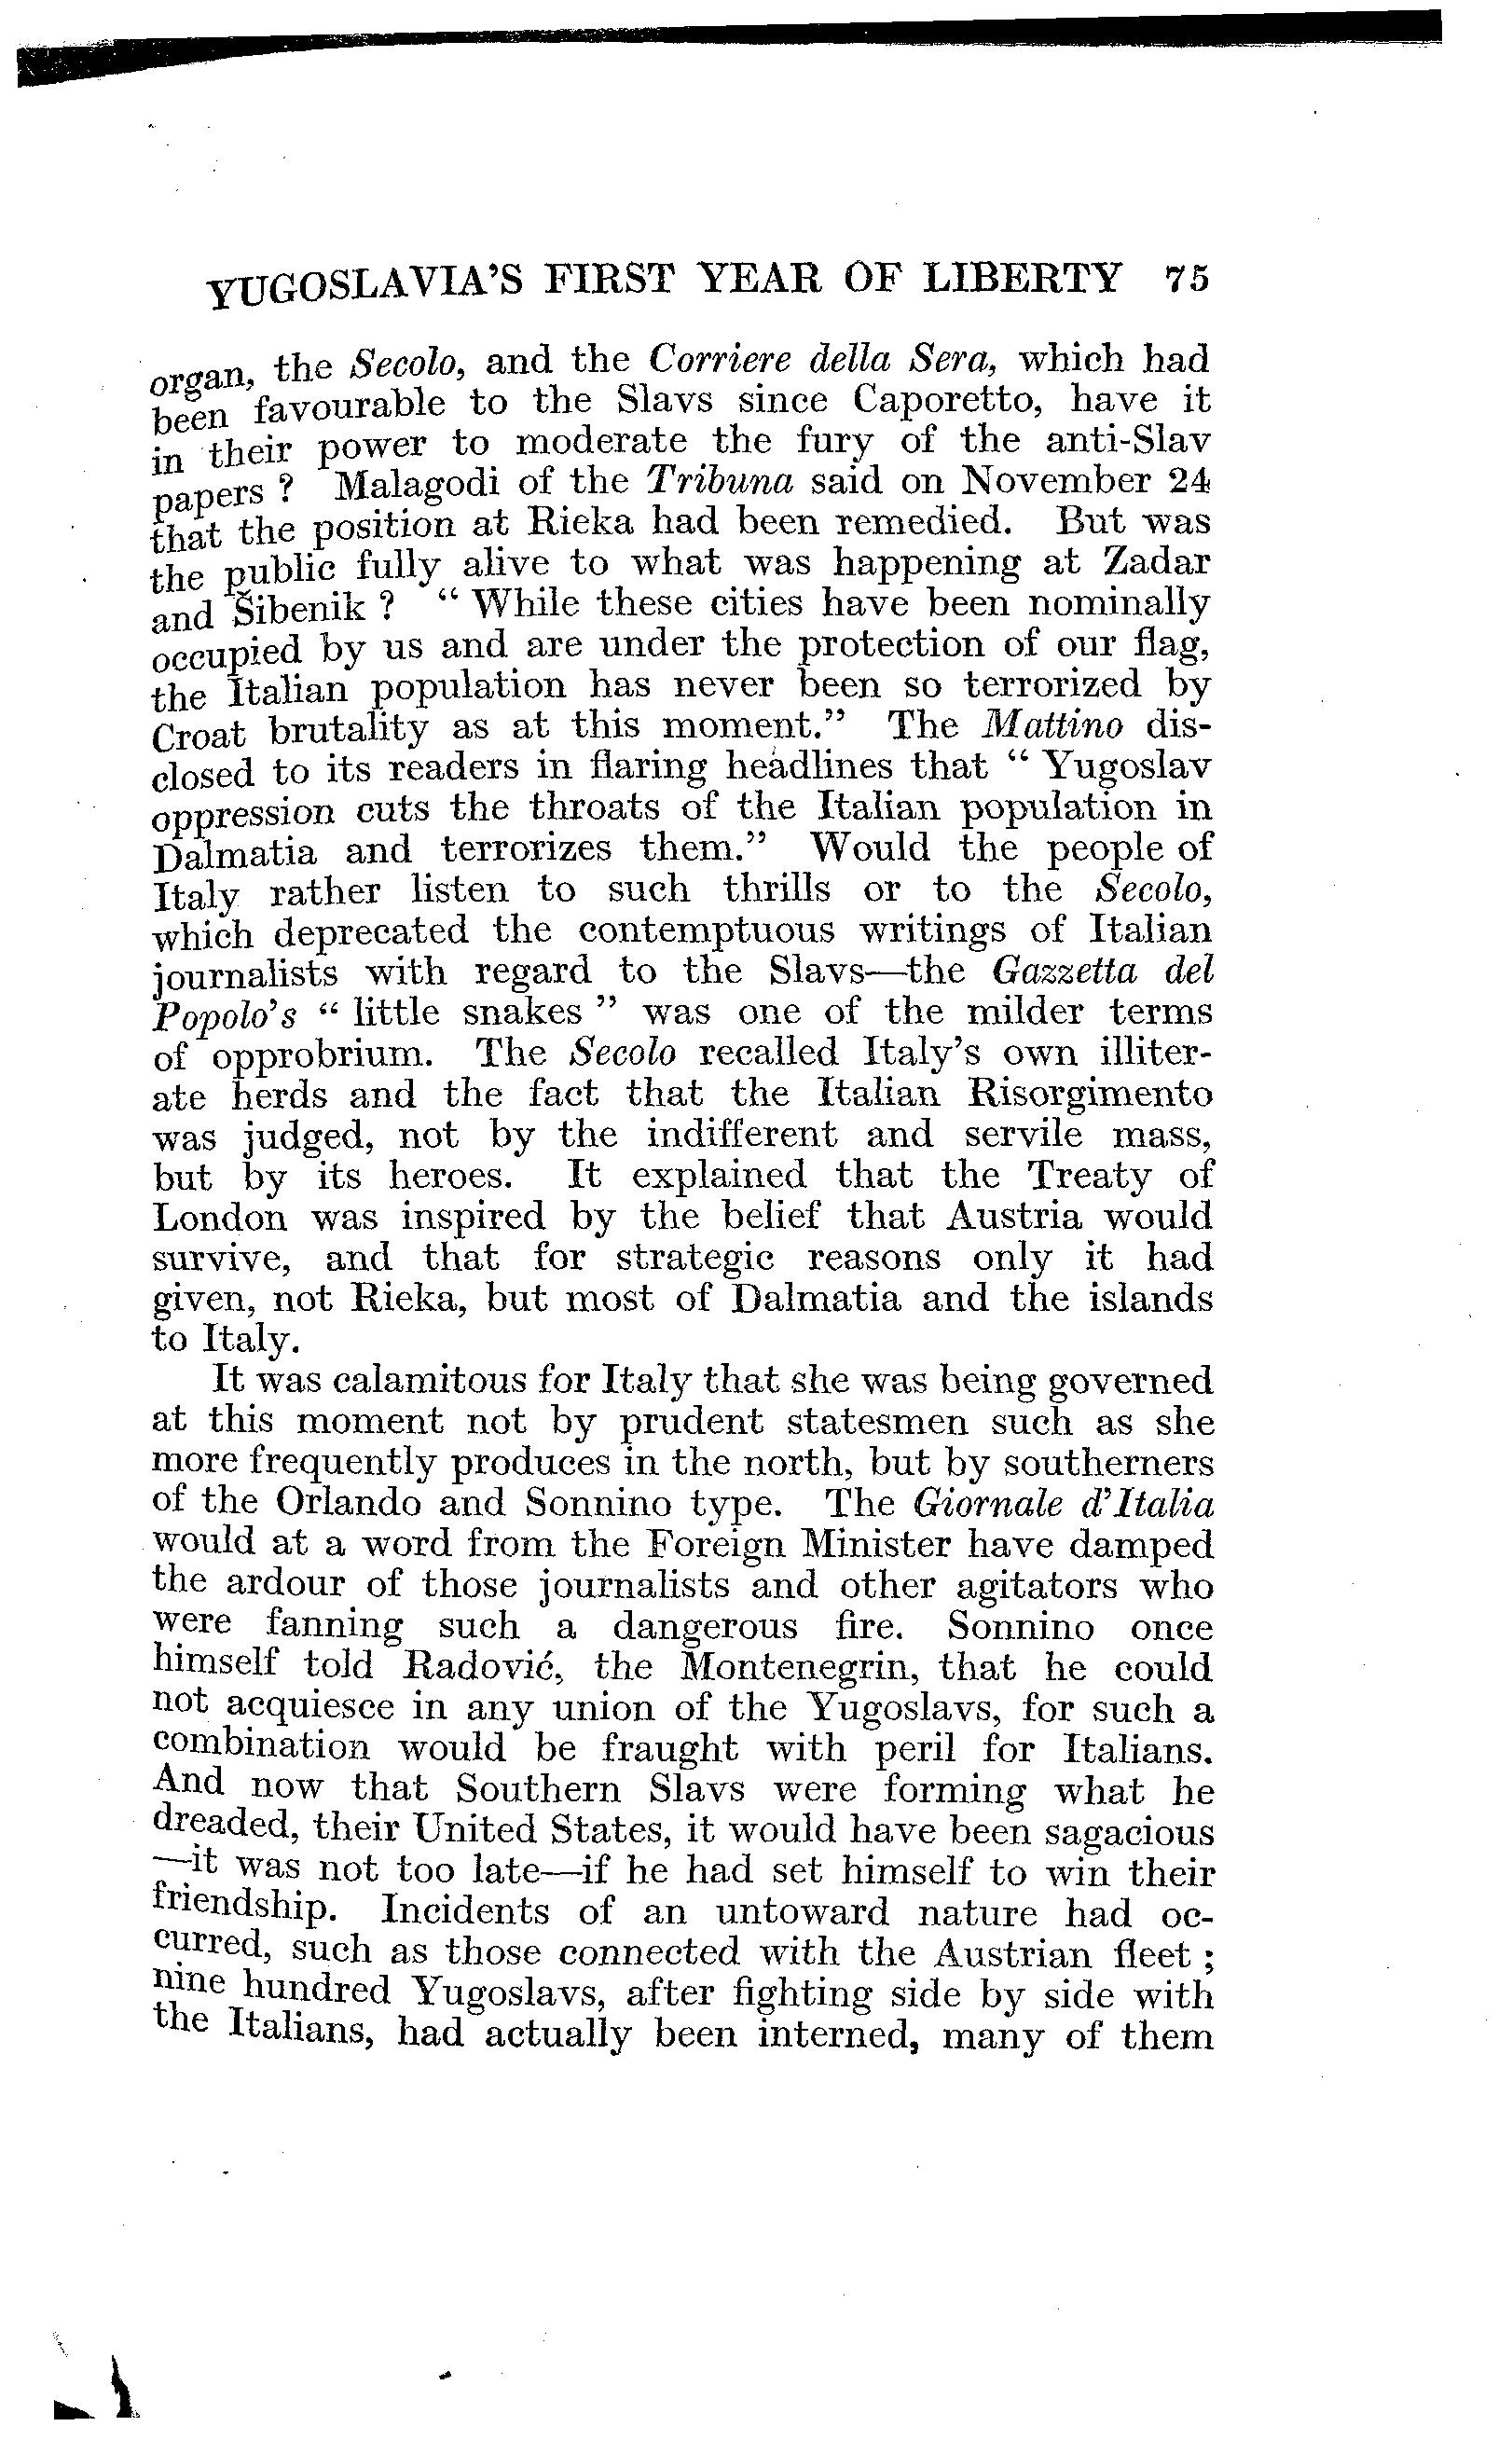 YUGOSLAVIA'S FIRST YEAR OF LIBERTY 75
organ, the Secolo, and the Corriere della Sera, which had
been favourable to the Slavs since Caporetto, have it
in their power to moderate the fury of the anti-Slav
papers ? Malagodi of the Tribuna said on November 24
that the position at Rieka had been remedied. But was
the public fully alive to what was happening at Zadar
and Šibenik ? “ While these cities have been nominally
occupied by us and are under the protection of our flag,
the Italian population has never been so terrorized by
Croat brutality as at this moment.” The Mattino dis-
closed to its readers in flaring headlines that “ Yugoslav
oppression cuts the throats of the Italian population in
Dalmatia and terrorizes them.” Would the people of
Italy rather listen to such thrills or to the Secolo,
which deprecated the contemptuous writings of Italian
journalists with regard to the Slavs—the Gazzetta del
Popolo's “ little snakes ” was one of the milder terms
of opprobrium. The Secolo recalled Italy's own illiter-
ate herds and the fact that the Italian Risorgimento
was judged, not by the indifferent and servile mass,
but by its heroes. It explained that the Treaty of
London was inspired by the belief that Austria would
survive, and that for strategic reasons only it had
given, not Rieka, but most of Dalmatia and the islands
to Italy.
It was calamitous for Italy that she was being governed
at this moment not by prudent statesmen such as she
more frequently produces in the north, but by southerners
of the Orlando and Sonnino type. The Giornale d'Italia
would at a word from the Foreign Minister have damped
the ardour of those journalists and other agitators who
were fanning such a dangerous fire. Sonnino once
himself told Radović, the Montenegrin, that he could
not acquiesce in any union of the Yugoslavs, for such a
combination would be fraught with peril for Italians.
And now that Southern Slavs were forming what he
dreaded, their United States, it would have been sagacious
—it was not too late—if he had set himself to win their
friendship. Incidents of an untoward nature had oc-
curred, such as those connected with the Austrian fleet ;
nine hundred Yugoslavs, after fighting side by side with
the Italians, had actually been interned, many of them